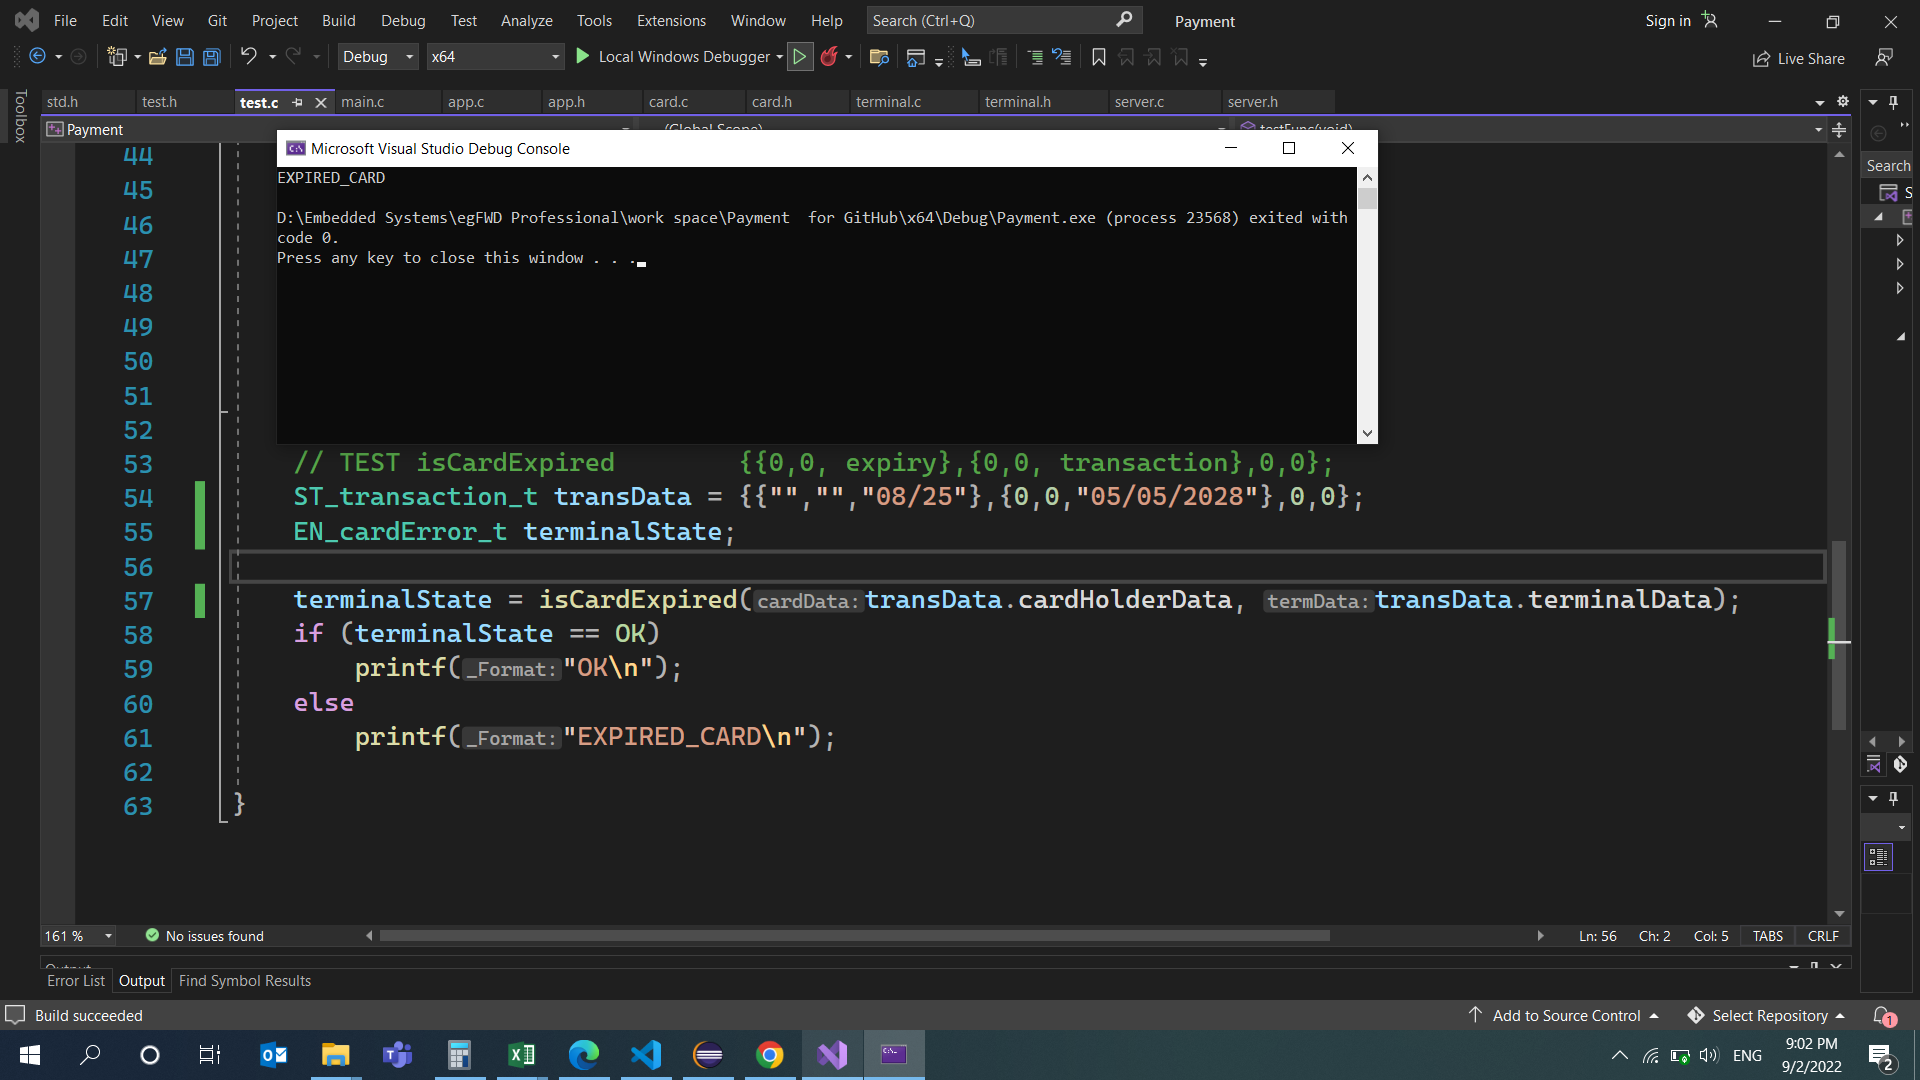 File Edit View Git Project Build Debug Test Analyze Tools Extensions Window Help Search (Ctrl+Q) Payment Sign in
Debug x64 Local Windows Debugger Live Share
Toolbox
std.h test.h test.c main.c app.c app.h card.c card.h terminal.c terminal.h server.c server.h
Payment (Global Scope) testFunc(void)
Microsoft Visual Studio Debug Console
EXPIRED_CARD
D:\Embedded Systems\egFWD Professional\work space\Payment  for GitHub\x64\Debug\Payment.exe (process 23568) exited with
code 0.
Press any key to close this window . . .
Search
S
44
45
46
47
48
49
50
51
52
53 // TEST isCardExpired        {{0,0, expiry},{0,0, transaction},0,0};
54 ST_transaction_t transData = {{"","","08/25"},{0,0,"05/05/2028"},0,0};
55 EN_cardError_t terminalState;
56
57 terminalState = isCardExpired(cardData:transData.cardHolderData, termData:transData.terminalData);
58 if (terminalState == OK)
59 printf(_Format:"OK\n");
60 else
61 printf(_Format:"EXPIRED_CARD\n");
62
63 }
161 % No issues found Ln: 56 Ch: 2 Col: 5 TABS CRLF
Output
Error List Output Find Symbol Results
Build succeeded Add to Source Control Select Repository 1
ENG 9:02 PM
9/2/2022 2